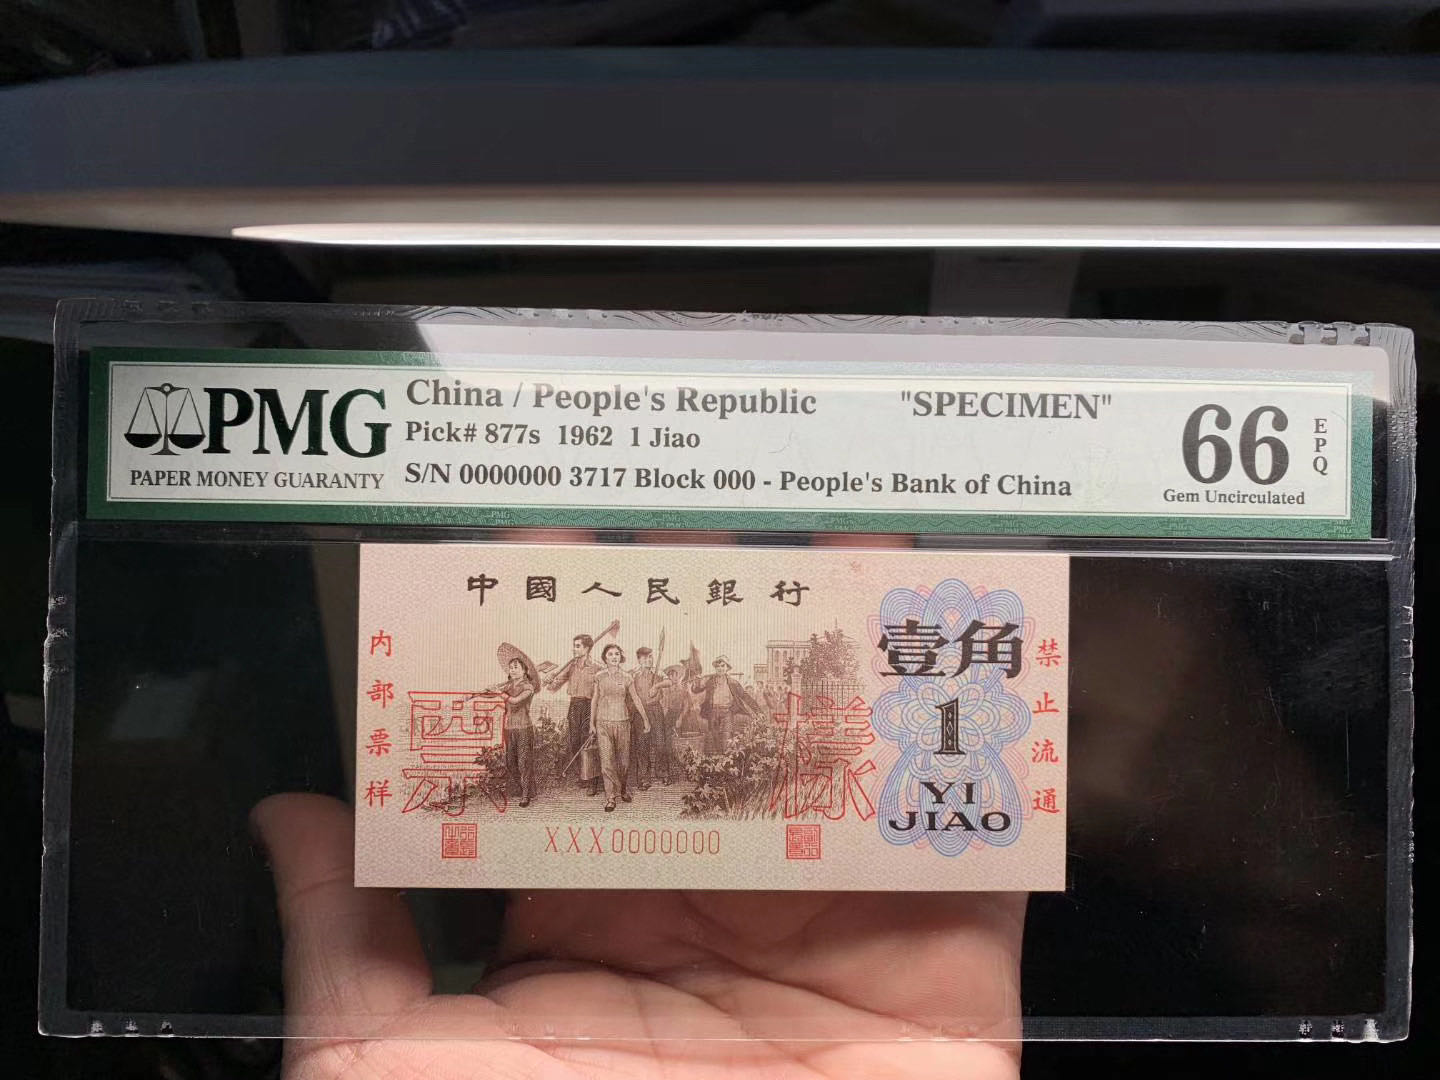 PMG
PAPER MONEY GUARANTY
China / People's Republic "SPECIMEN"
Pick# 877s 1962 1 Jiao
S/N 0000000 3717 Block 000 - People's Bank of China
66
EPQ
Gem Uncirculated
中國人民銀行
内部票样
票样
壹角
1
YI
JIAO
禁止流通
XXX0000000